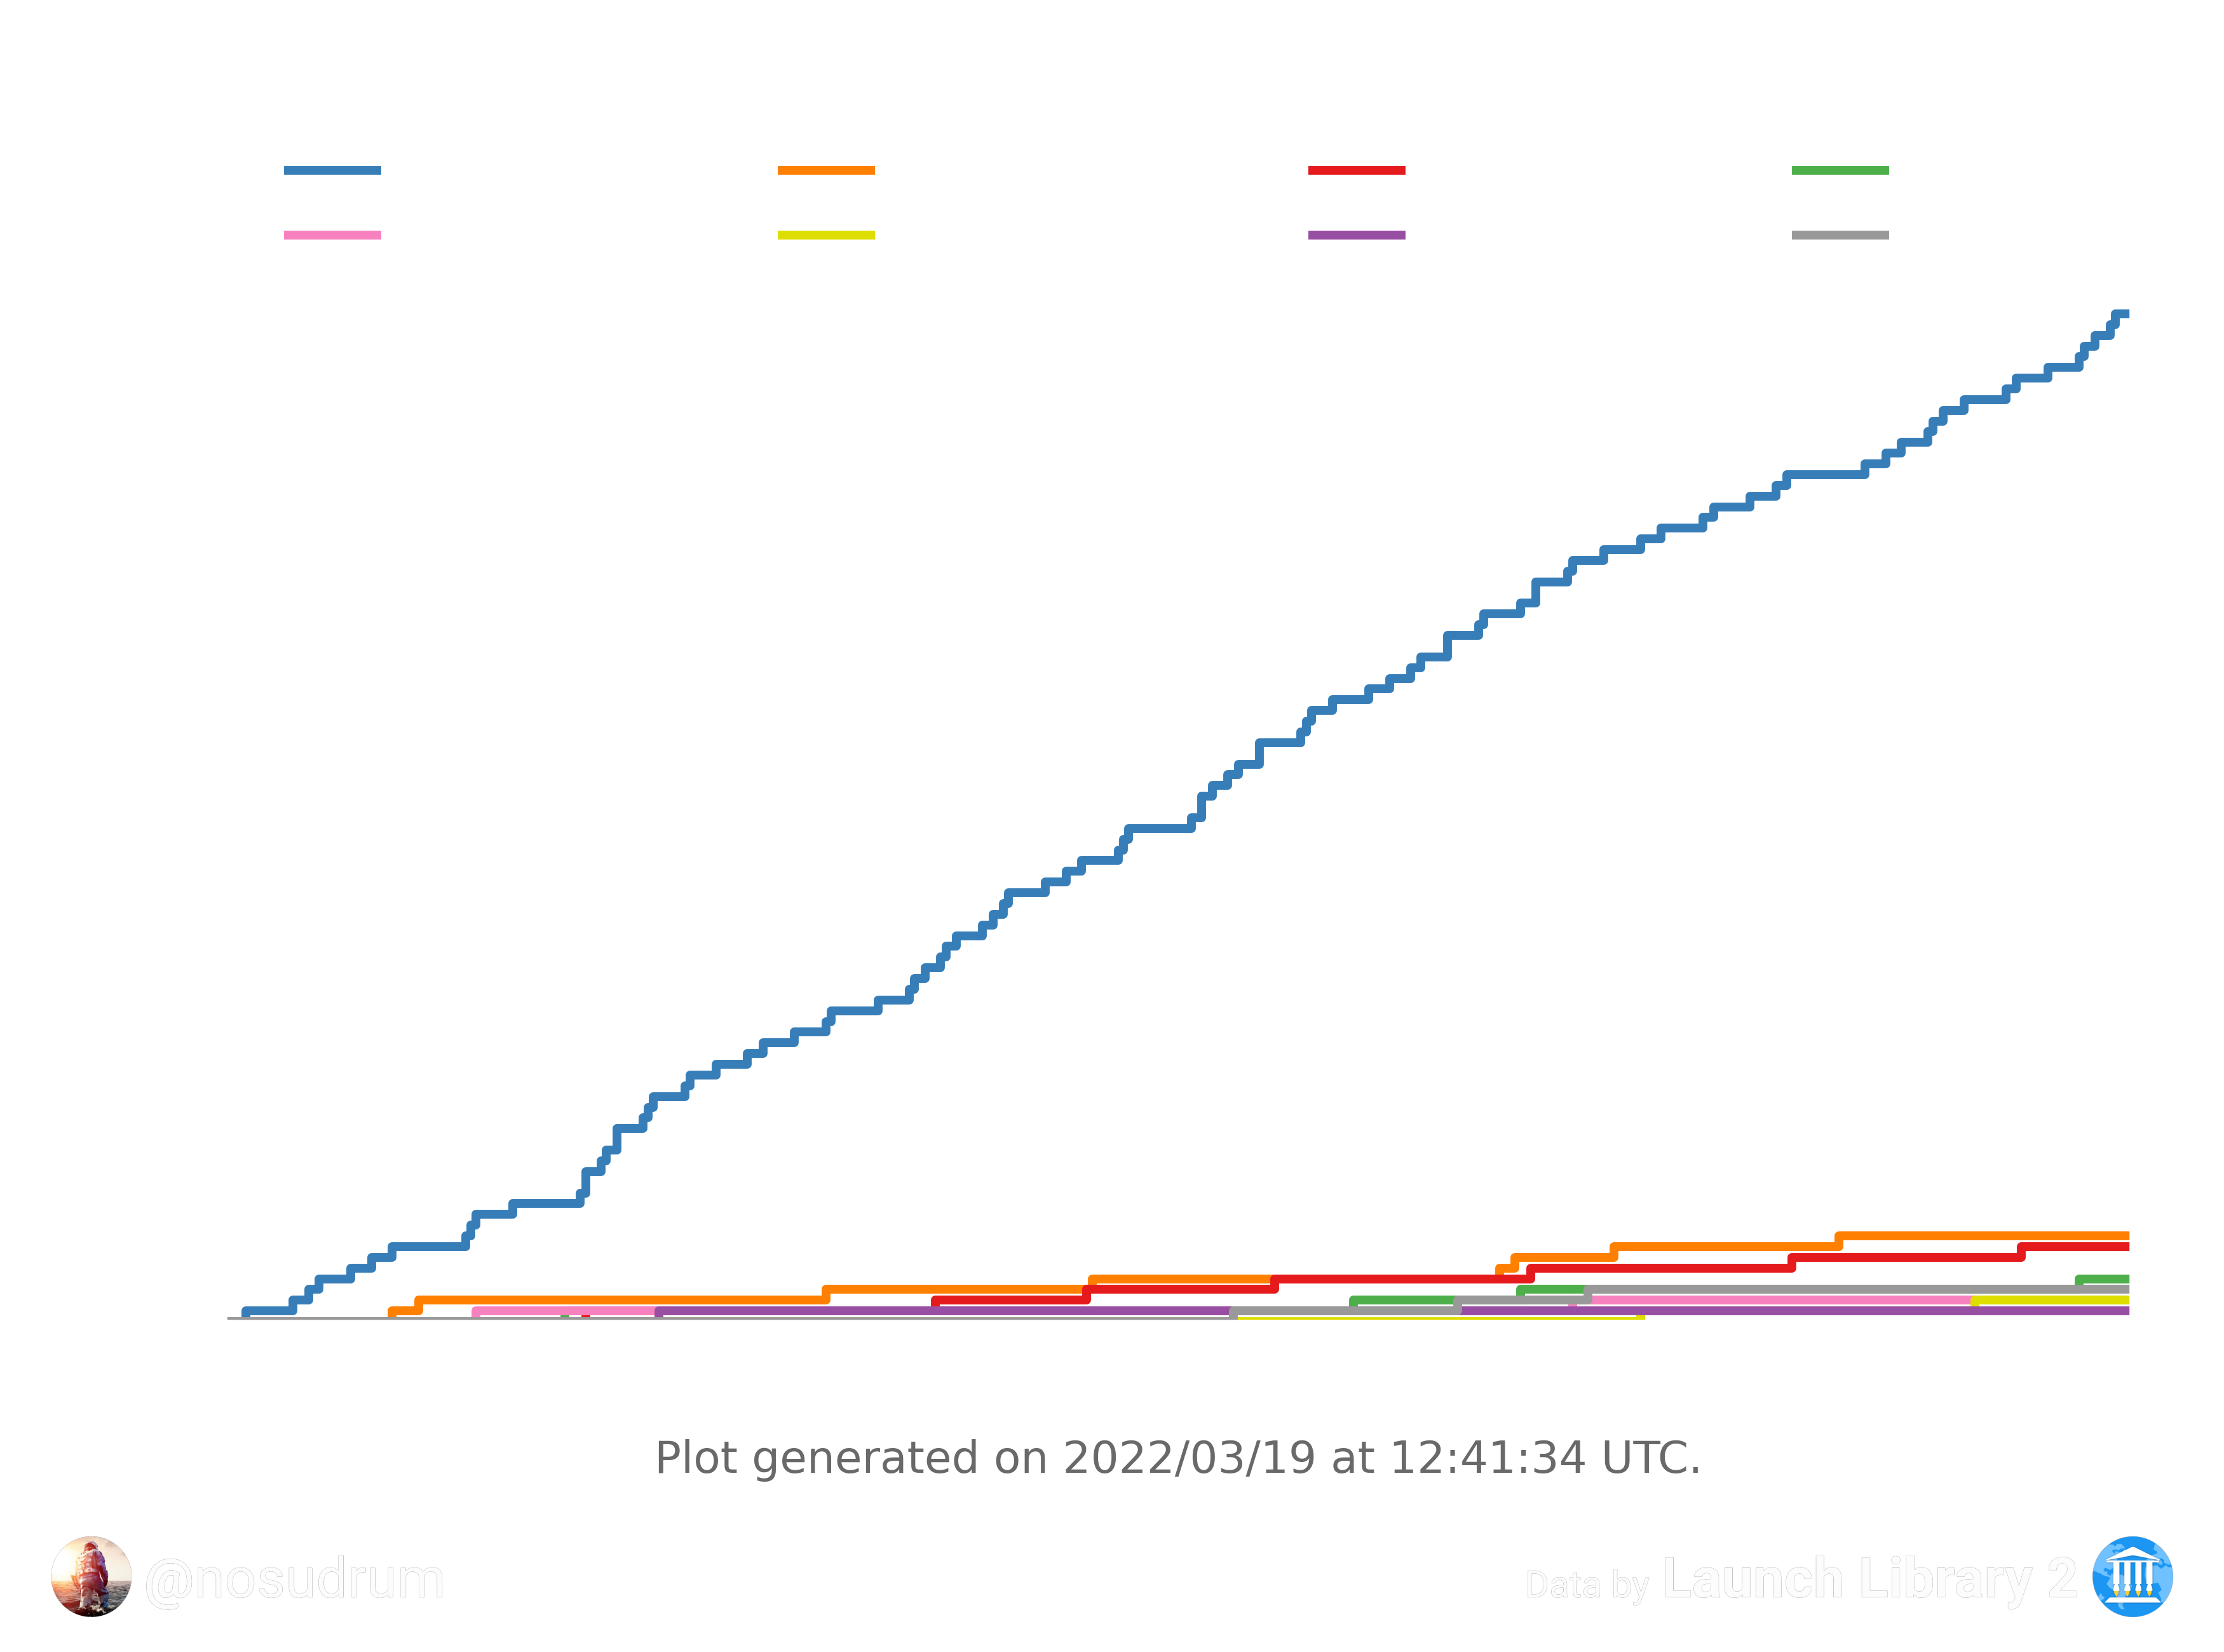 Plot generated on 2022/03/19 at 12:41:34 UTC.
@nosudrum
Data by Launch Library 2